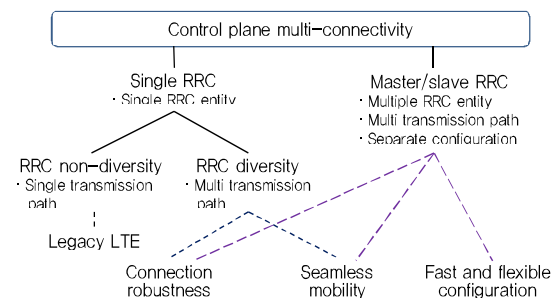 Control plane multi-connectivity
Single RRC
· Single RRC entity
Master/slave RRC
· Multiple RRC entity
· Multi transmission path
· Separate configuration
RRC non-diversity
· Single transmission
path
RRC diversity
· Multi transmission
path
Legacy LTE
Connection
robustness
Seamless
mobility
Fast and flexible
configuration